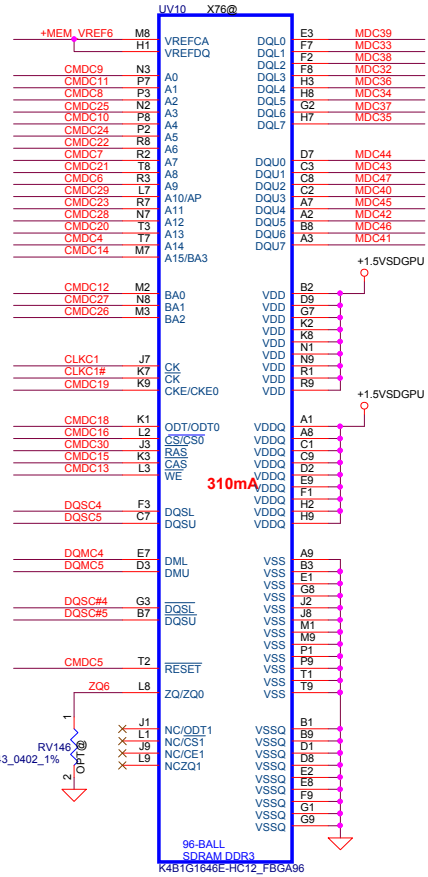 UV10 X76@
+MEM_VREF6 M8 VREFCA
H1 VREFDQ
CMDC9 N3 A0
CMDC11 P7 A1
CMDC8 P3 A2
CMDC25 N2 A3
CMDC10 P8 A4
CMDC24 P2 A5
CMDC22 R8 A6
CMDC7 R2 A7
CMDC21 T8 A8
CMDC6 R3 A9
CMDC29 L7 A10/AP
CMDC23 R7 A11
CMDC28 N7 A12
CMDC20 T3 A13
CMDC4 T7 A14
CMDC14 M7 A15/BA3
CMDC12 M2 BA0
CMDC27 N8 BA1
CMDC26 M3 BA2
CLKC1 J7 CK
CLKC1# K7 CK
CMDC19 K9 CKE/CKE0
CMDC18 K1 ODT/ODT0
CMDC16 L2 CS/CS0
CMDC30 J3 RAS
CMDC15 K3 CAS
CMDC13 L3 WE
DQSC4 F3 DQSL
DQSC5 C7 DQSU
DQMC4 E7 DML
DQMC5 D3 DMU
DQSC#4 G3 DQSL
DQSC#5 B7 DQSU
CMDC5 T2 RESET
ZQ6 L8 ZQ/ZQ0
J1 NC/ODT1
L1 NC/CS1
J9 NC/CE1
L9 NCZQ1
1
RV146
43_0402_1%
2
OPT@
DQL0 E3 MDC39
DQL1 F7 MDC33
DQL2 F2 MDC38
DQL3 F8 MDC32
DQL4 H3 MDC36
DQL5 H8 MDC34
DQL6 G2 MDC37
DQL7 H7 MDC35
DQU0 D7 MDC44
DQU1 C3 MDC43
DQU2 C8 MDC47
DQU3 C2 MDC40
DQU4 A7 MDC45
DQU5 A2 MDC42
DQU6 B8 MDC46
DQU7 A3 MDC41
+1.5VSDGPU
VDD B2
VDD D9
VDD G7
VDD K2
VDD K8
VDD N1
VDD N9
VDD R1
VDD R9
+1.5VSDGPU
VDDQ A1
VDDQ A8
VDDQ C1
VDDQ C9
VDDQ D2
VDDQ E9
VDDQ F1
VDDQ H2
VDDQ H9
310mA
VSS A9
VSS B3
VSS E1
VSS G8
VSS J2
VSS J8
VSS M1
VSS M9
VSS P1
VSS P9
VSS T1
VSS T9
VSSQ B1
VSSQ B9
VSSQ D1
VSSQ D8
VSSQ E2
VSSQ E8
VSSQ F9
VSSQ G1
VSSQ G9
96-BALL
SDRAM DDR3
K4B1G1646E-HC12_FBGA96